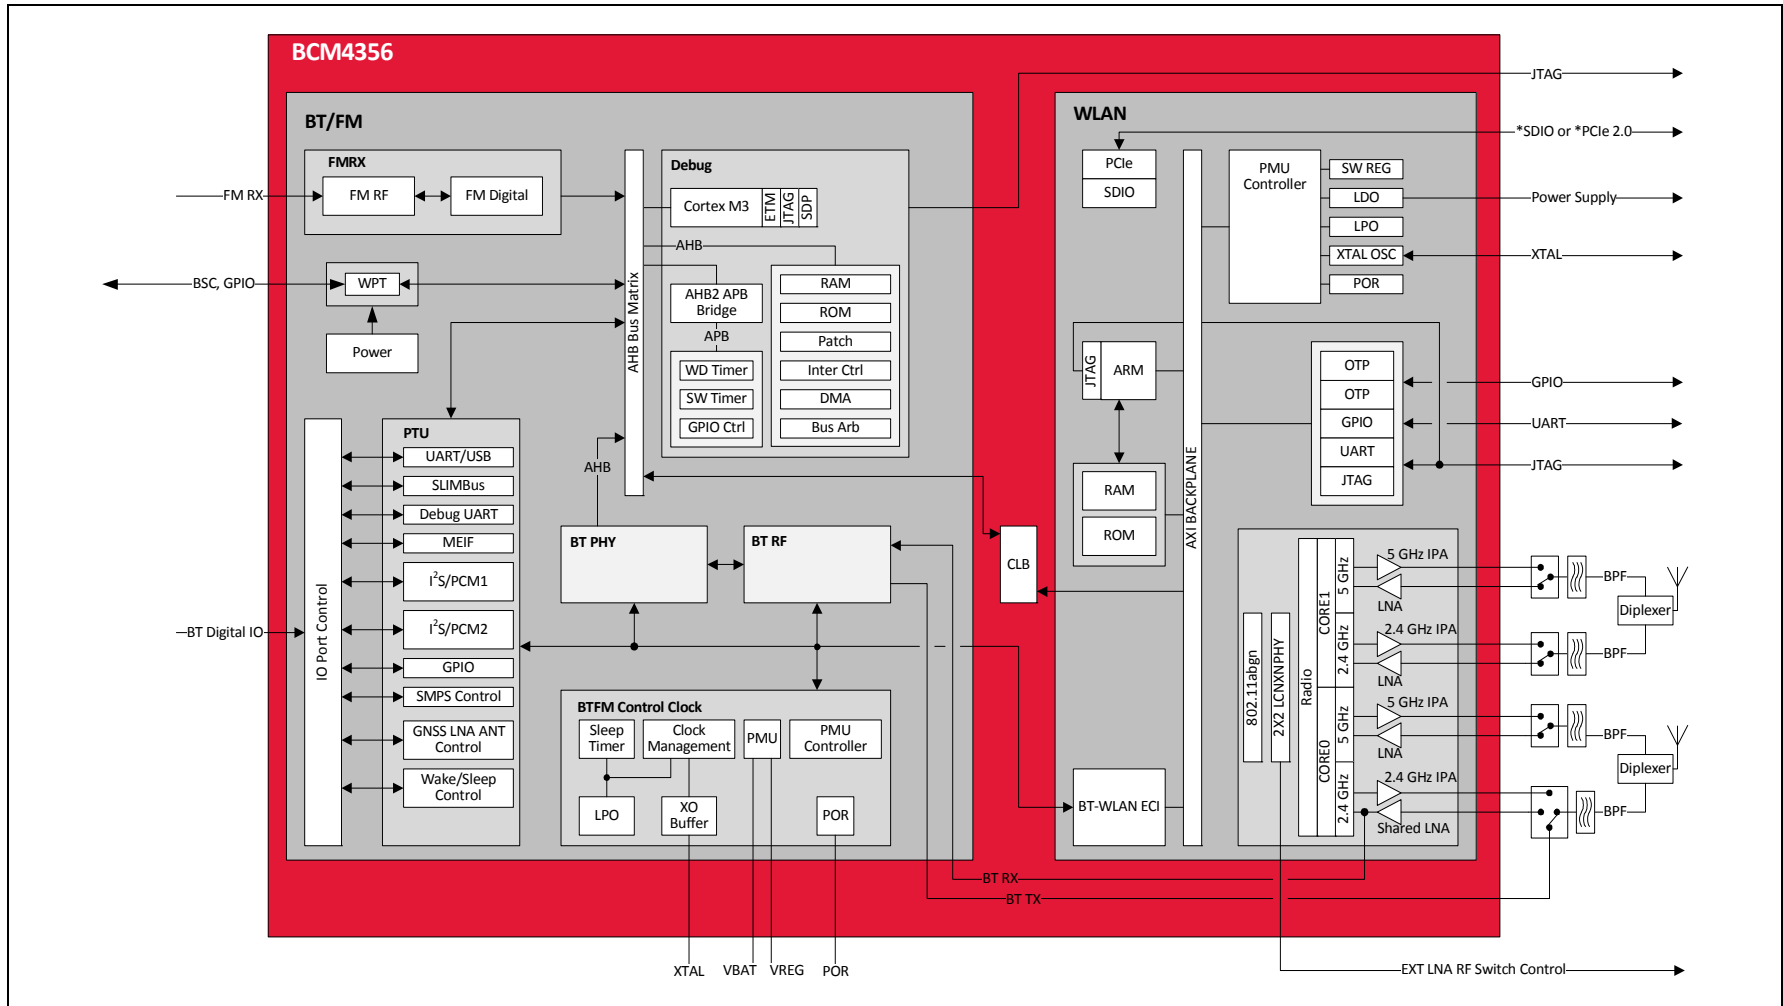 BCM4356
BT/FM
FMRX
FM RF
FM Digital
FM RX
BSC, GPIO
WPT
Power
AHB Bus Matrix
Debug
Cortex M3
ETM
JTAG
SDP
AHB
AHB2 APB
Bridge
APB
WD Timer
SW Timer
GPIO Ctrl
RAM
ROM
Patch
Inter Ctrl
DMA
Bus Arb
AHB
BT Digital IO
IO Port Control
PTU
UART/USB
SLIMBus
Debug UART
MEIF
I²S/PCM1
I²S/PCM2
GPIO
SMPS Control
GNSS LNA ANT
Control
Wake/Sleep
Control
BT PHY
BT RF
BTFM Control Clock
Sleep
Timer
Clock
Management
PMU
PMU
Controller
LPO
XO
Buffer
POR
XTAL
VBAT
VREG
POR
CLB
BT RX
BT TX
WLAN
PCIe
SDIO
AXI BACKPLANE
PMU
Controller
SW REG
LDO
LPO
XTAL OSC
POR
JTAG
ARM
RAM
ROM
OTP
OTP
GPIO
UART
JTAG
BT-WLAN ECI
802.11abgn
2X2 LCNXNPHY
Radio
CORE1
CORE0
5 GHz
2.4 GHz
5 GHz
2.4 GHz
5 GHz IPA
LNA
2.4 GHz IPA
LNA
5 GHz IPA
LNA
2.4 GHz IPA
Shared LNA
JTAG
*SDIO or *PCIe 2.0
Power Supply
XTAL
GPIO
UART
JTAG
BPF
Diplexer
BPF
BPF
Diplexer
BPF
EXT LNA RF Switch Control